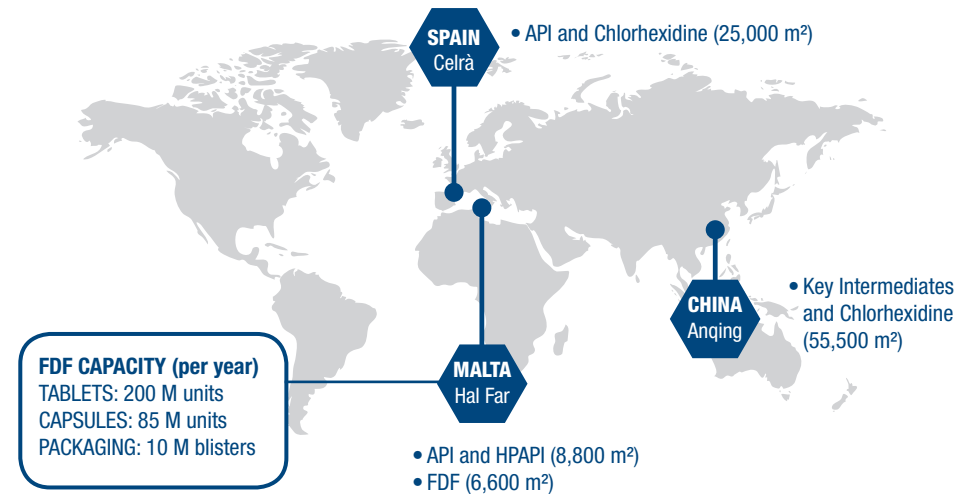 SPAIN
Celrà
• API and Chlorhexidine (25,000 m²)
CHINA
Anqing
• Key Intermediates
and Chlorhexidine
(55,500 m²)
FDF CAPACITY (per year)
TABLETS: 200 M units
CAPSULES: 85 M units
PACKAGING: 10 M blisters
MALTA
Hal Far
• API and HPAPI (8,800 m²)
• FDF (6,600 m²)